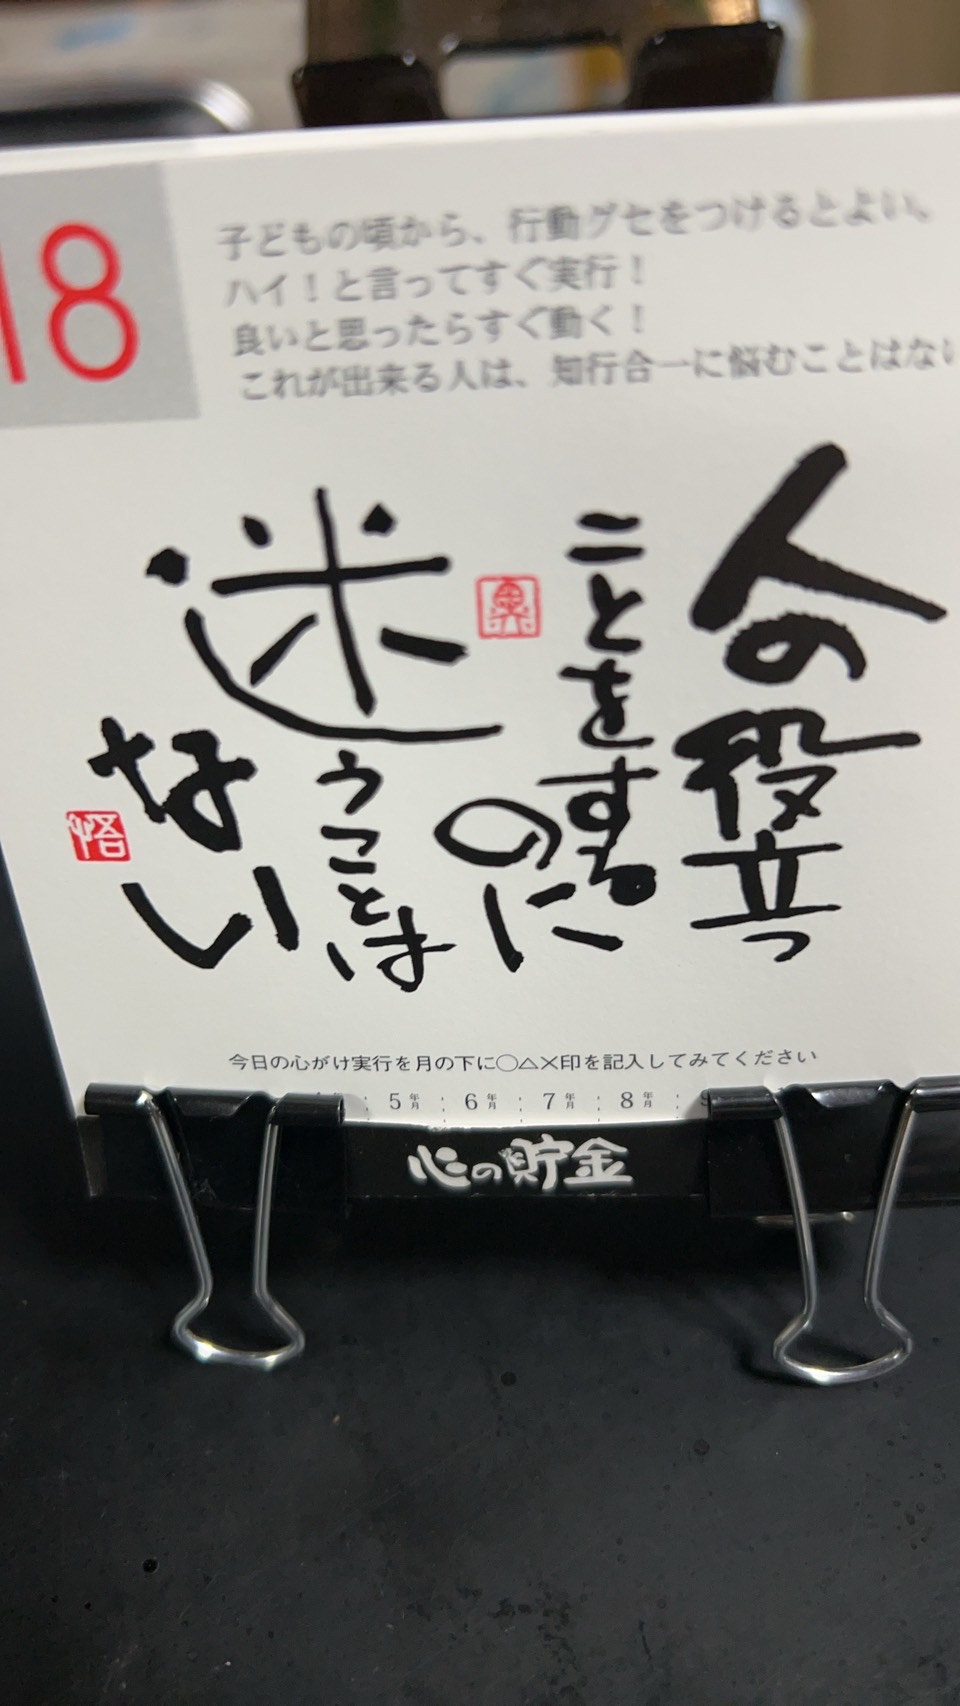 18
子どもの頃から、行動グセをつけるとよい。
ハイ！と言ってすぐ実行！
良いと思ったらすぐ動く！
これが出来る人は、知行合一に悩むことはない
人の役立つ
ことをする
のに
迷
うことは
ない
悟
今日の心がけ実行を月の下に○△×印を記入してみてください
5年月 6年月 7年月 8年月
心の貯金